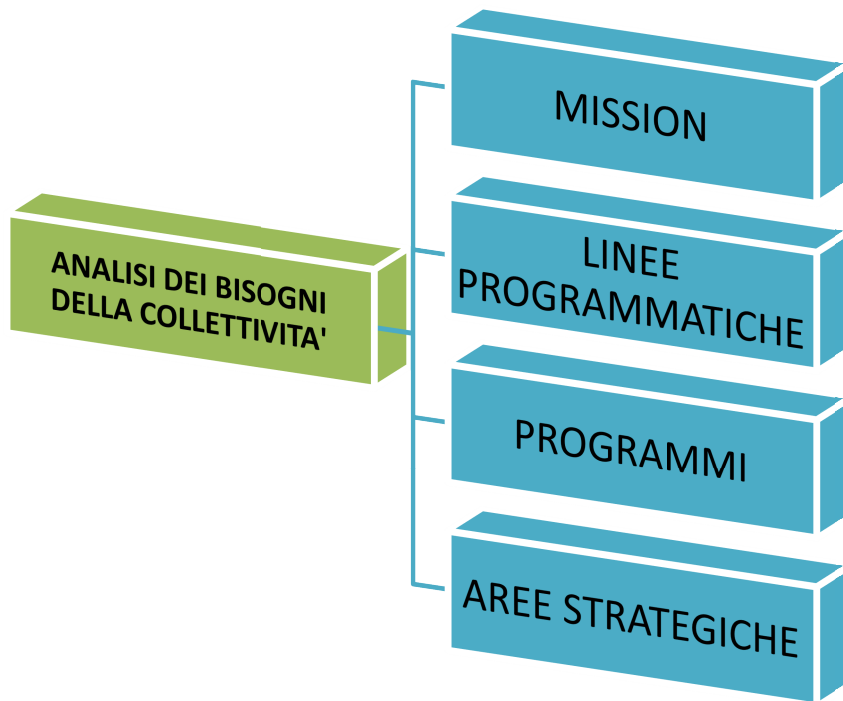 ANALISI DEI BISOGNI
DELLA COLLETTIVITA'
MISSION
LINEE
PROGRAMMATICHE
PROGRAMMI
AREE STRATEGICHE